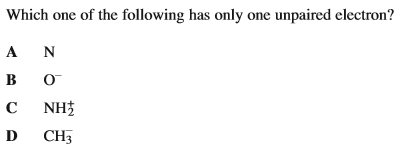 Which one of the following has only one unpaired electron?
A N
B O⁻
C NH₂⁺
D CH₃⁻